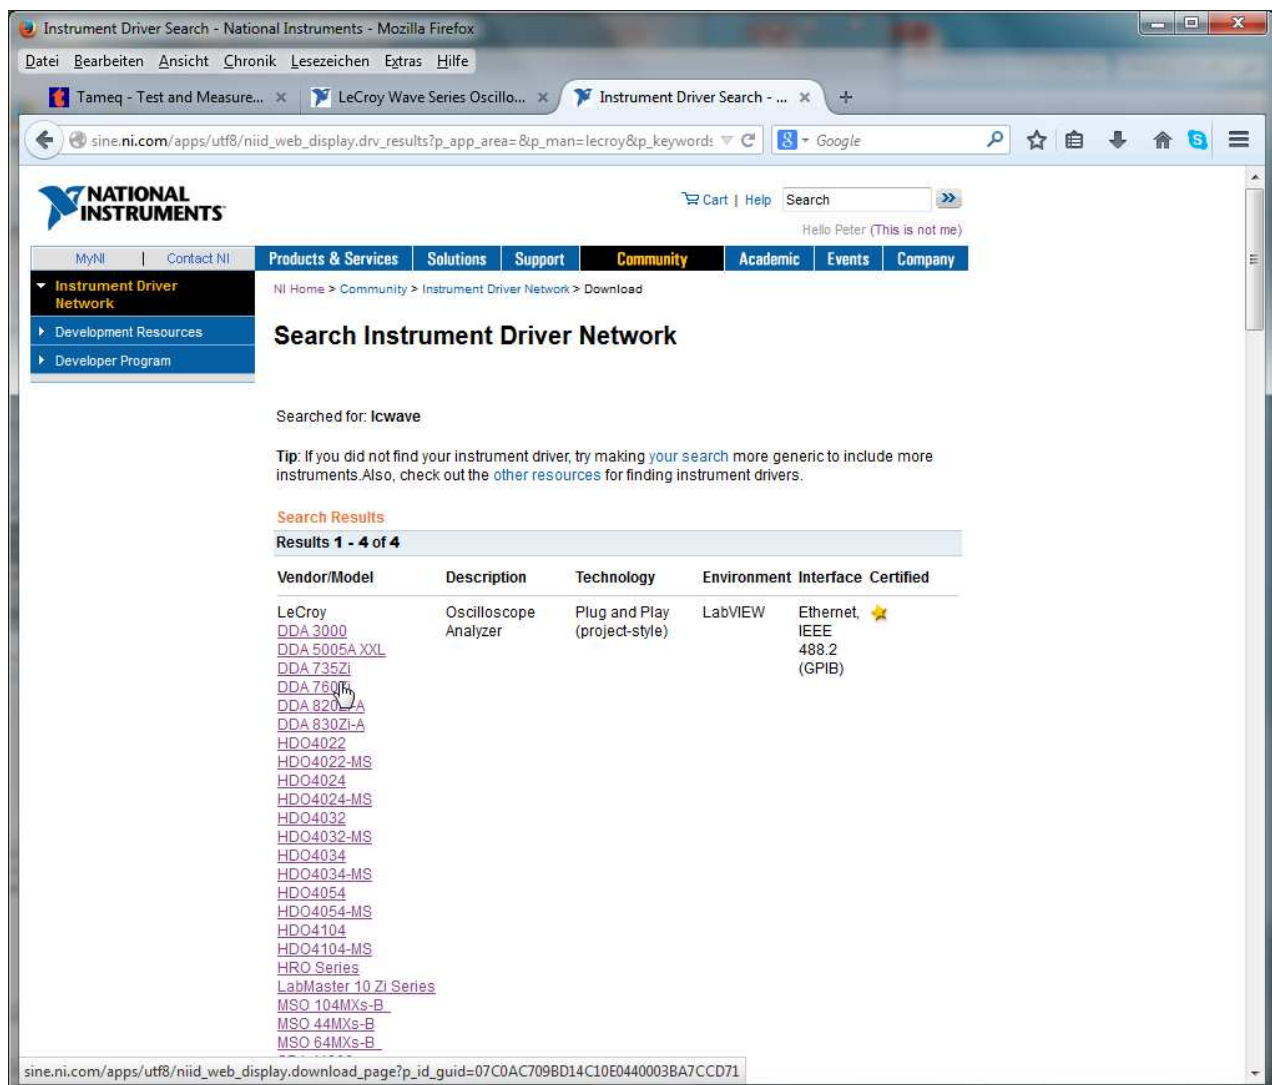 Instrument Driver Search - National Instruments - Mozilla Firefox
Datei Bearbeiten Ansicht Chronik Lesezeichen Extras Hilfe
Tameq - Test and Measure... × LeCroy Wave Series Oscillo... × Instrument Driver Search - ... × +
sine.ni.com/apps/utf8/niid_web_display.drv_results?p_app_area=&p_man=lecroy&p_keywords Google
NATIONAL INSTRUMENTS
Cart | Help Search
Hello Peter (This is not me)
MyNI | Contact NI Products & Services Solutions Support Community Academic Events Company
Instrument Driver Network
Development Resources
Developer Program
NI Home > Community > Instrument Driver Network > Download
Search Instrument Driver Network
Searched for: lcwave
Tip: If you did not find your instrument driver, try making your search more generic to include more
instruments.Also, check out the other resources for finding instrument drivers.
Search Results
Results 1 - 4 of 4
Vendor/Model Description Technology Environment Interface Certified
LeCroy Oscilloscope Plug and Play LabVIEW Ethernet,
DDA 3000 Analyzer (project-style) IEEE
DDA 5005A XXL 488.2
DDA 735Zi (GPIB)
DDA
DDA
DDA 830Zi-A
HDO4022
HDO4022-MS
HDO4024
HDO4024-MS
HDO4032
HDO4032-MS
HDO4034
HDO4034-MS
HDO4054
HDO4054-MS
HDO4104
HDO4104-MS
HRO Series
LabMaster 10 Zi Series
MSO 104MXs-B
MSO 44MXs-B
MSO 64MXs-B
sine.ni.com/apps/utf8/niid_web_display.download_page?p_id_guid=07C0AC709BD14C10E0440003BA7CCD71